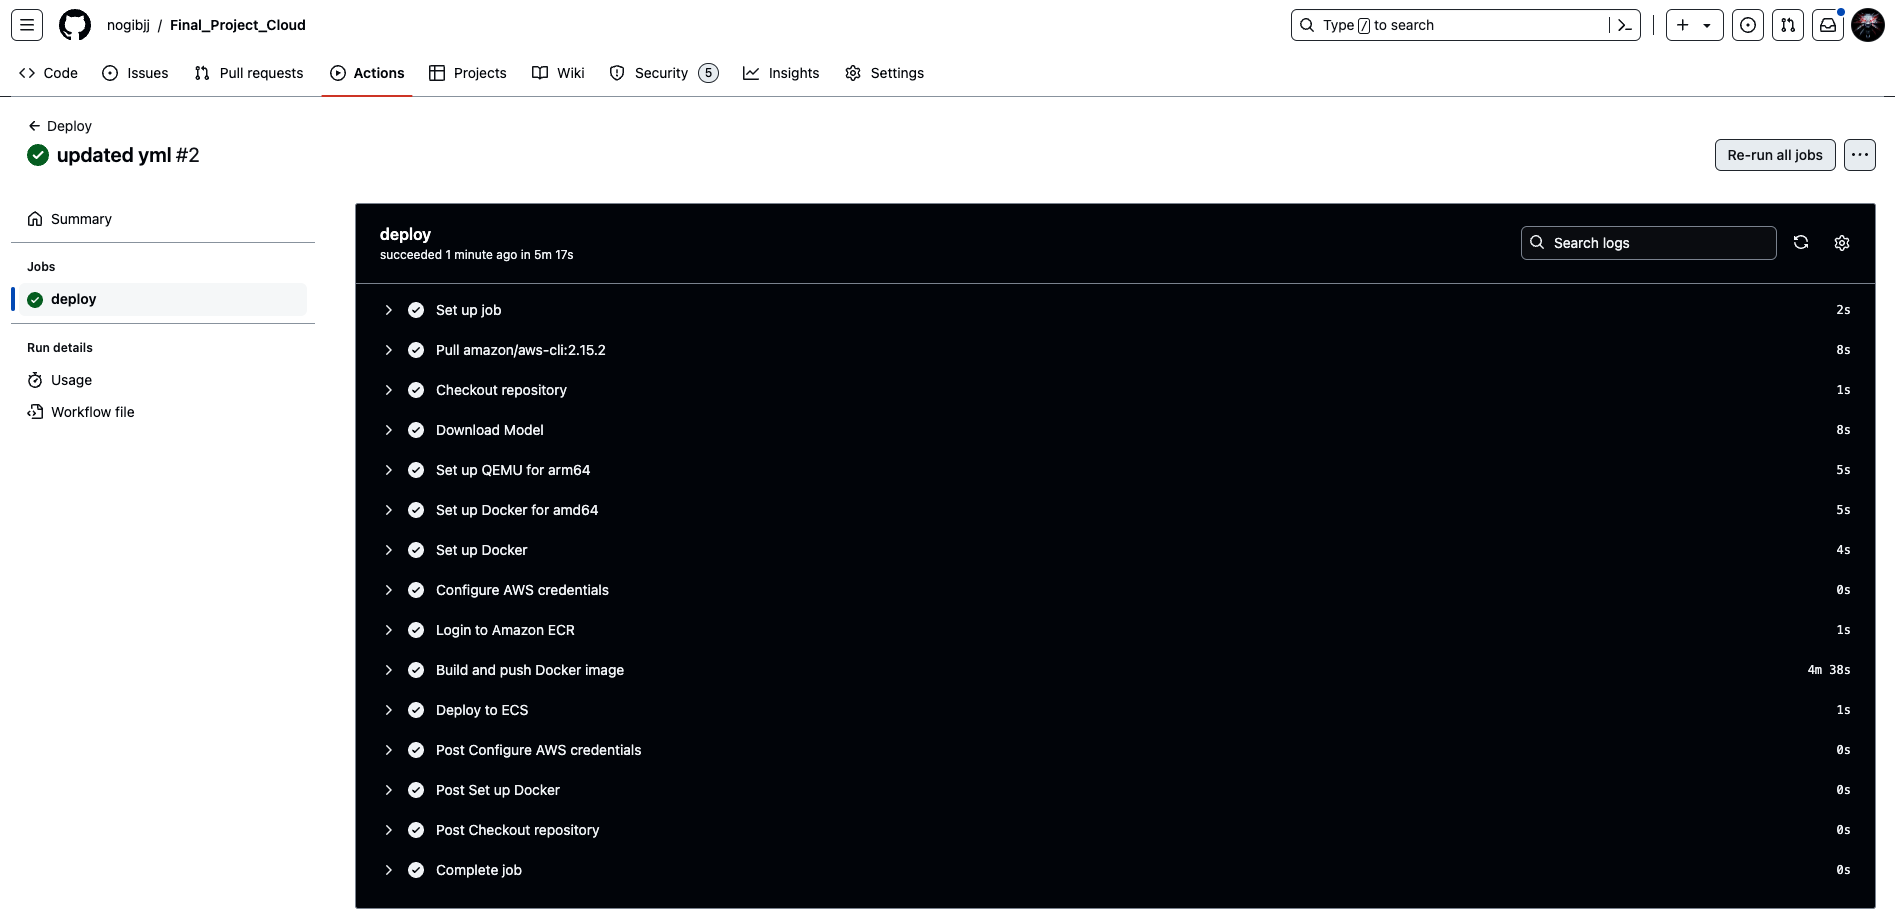 nogibjj / Final_Project_Cloud
Type / to search
Code Issues Pull requests Actions Projects Wiki Security 5 Insights Settings
Deploy
updated yml #2
Re-run all jobs
Summary
Jobs
deploy
Run details
Usage
Workflow file
deploy
succeeded 1 minute ago in 5m 17s
Search logs
Set up job 2s
Pull amazon/aws-cli:2.15.2 8s
Checkout repository 1s
Download Model 8s
Set up QEMU for arm64 5s
Set up Docker for amd64 5s
Set up Docker 4s
Configure AWS credentials 0s
Login to Amazon ECR 1s
Build and push Docker image 4m 38s
Deploy to ECS 1s
Post Configure AWS credentials 0s
Post Set up Docker 0s
Post Checkout repository 0s
Complete job 0s